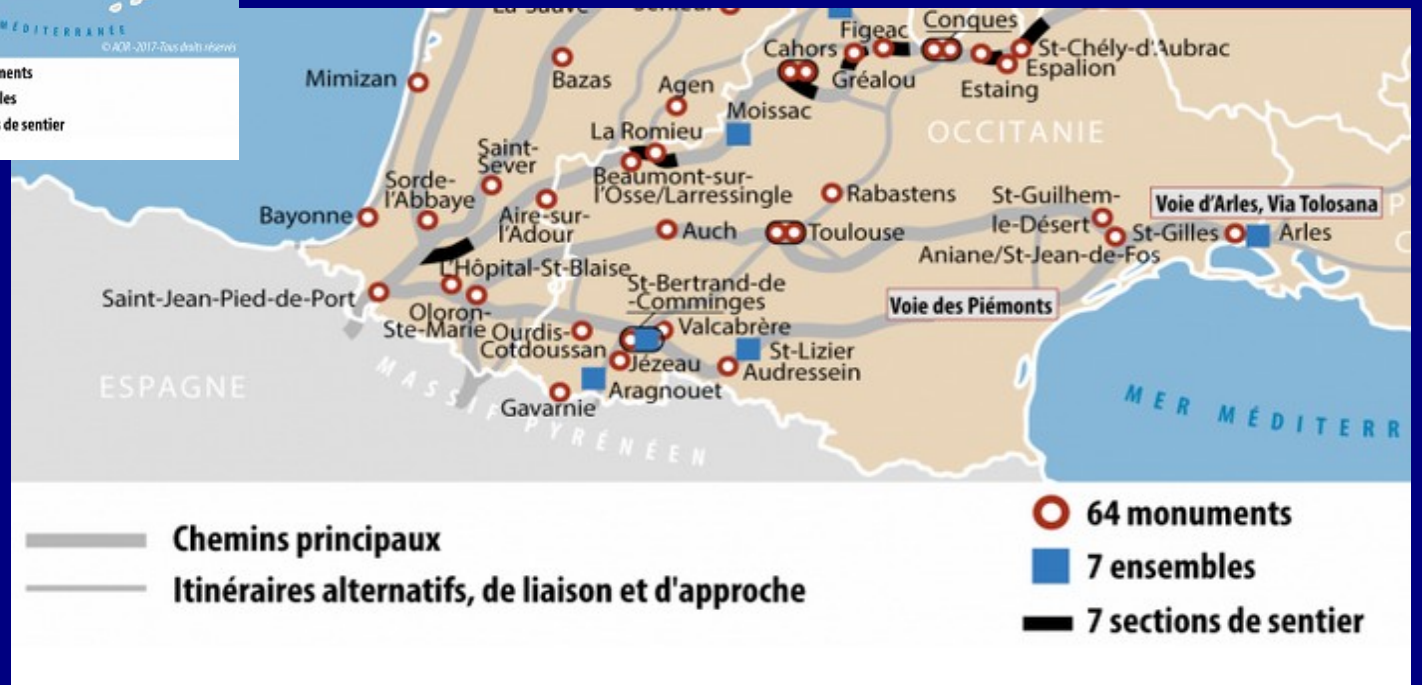 MÉDITERRANÉE
© AOR -2017-Tous droits réservés
de sentier
Mimizan
Bazas
Agen
Cahors
Figeac
Conques
St-Chély-d'Aubrac
Espalion
Gréalou
Estaing
Moissac
La Romieu
OCCITANIE
Saint-
Sever
Sorde-
l'Abbaye
Beaumont-sur-
l'Osse/Larressingle
Rabastens
St-Guilhem-
le-Désert
Voie d'Arles, Via Tolosana
Bayonne
Aire-sur-
l'Adour
Auch
Toulouse
St-Gilles
Arles
Aniane/St-Jean-de-Fos
L'Hôpital-St-Blaise
St-Bertrand-de
-Comminges
Saint-Jean-Pied-de-Port
Voie des Piémonts
Oloron-
Ste-Marie
Ourdis-
Cotdoussan
Valcabrère
St-Lizier
Jézeau
Audressein
ESPAGNE
MASSIF PYRÉNÉEN
Aragnouet
Gavarnie
MER MÉDITERR
Chemins principaux
Itinéraires alternatifs, de liaison et d'approche
64 monuments
7 ensembles
7 sections de sentier